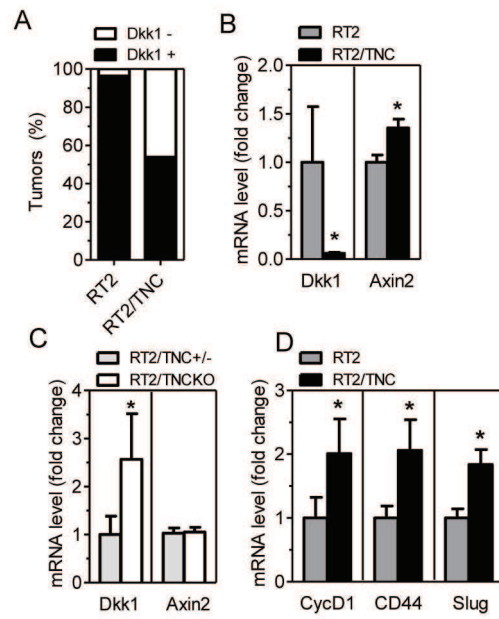 A
Dkk1 -
Dkk1 +
Tumors (%)
100
80
60
40
20
0
RT2
RT2/TNC
B
RT2
RT2/TNC
mRNA level (fold change)
2.0
1.5
1.0
0.5
0.0
*
*
Dkk1
Axin2
C
RT2/TNC+/-
RT2/TNCKO
mRNA level (fold change)
4
3
2
1
0
*
Dkk1
Axin2
D
RT2
RT2/TNC
mRNA level (fold change)
3
2
1
0
*
*
*
CycD1
CD44
Slug